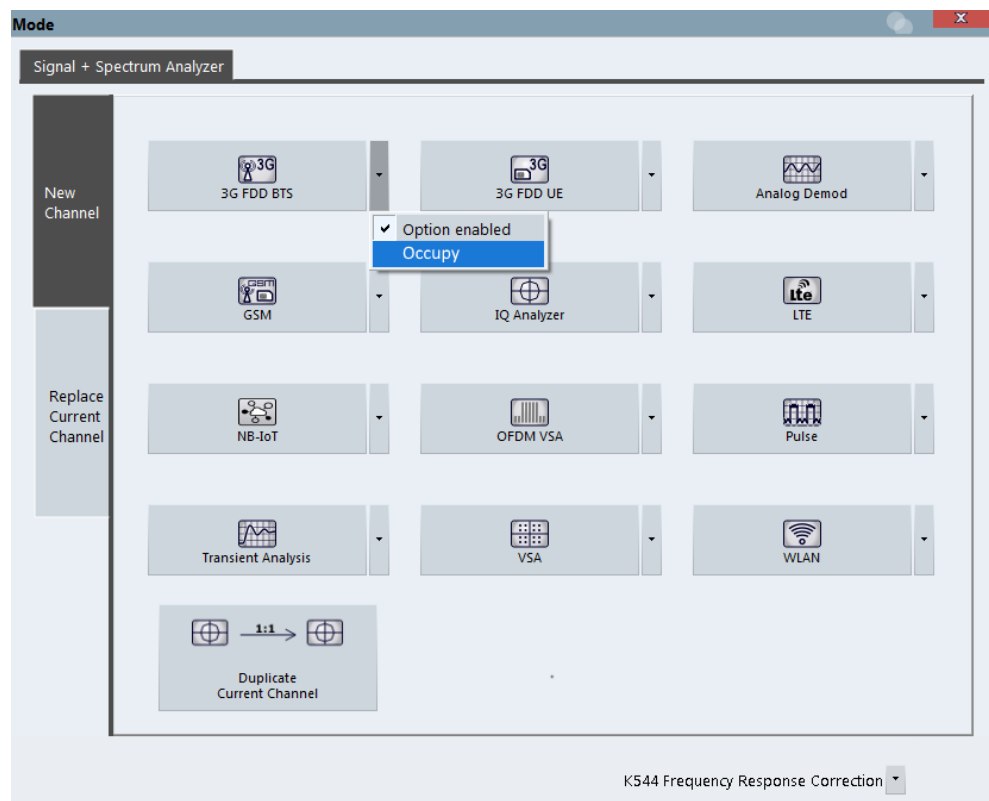 Mode
X
Signal + Spectrum Analyzer
New
Channel
3G
3G FDD BTS
3G
3G FDD UE
Analog Demod
Option enabled
Occupy
GSM
GSM
IQ Analyzer
Lte
LTE
Replace
Current
Channel
NB-IoT
OFDM VSA
Pulse
Transient Analysis
VSA
WLAN
1:1
Duplicate
Current Channel
K544 Frequency Response Correction